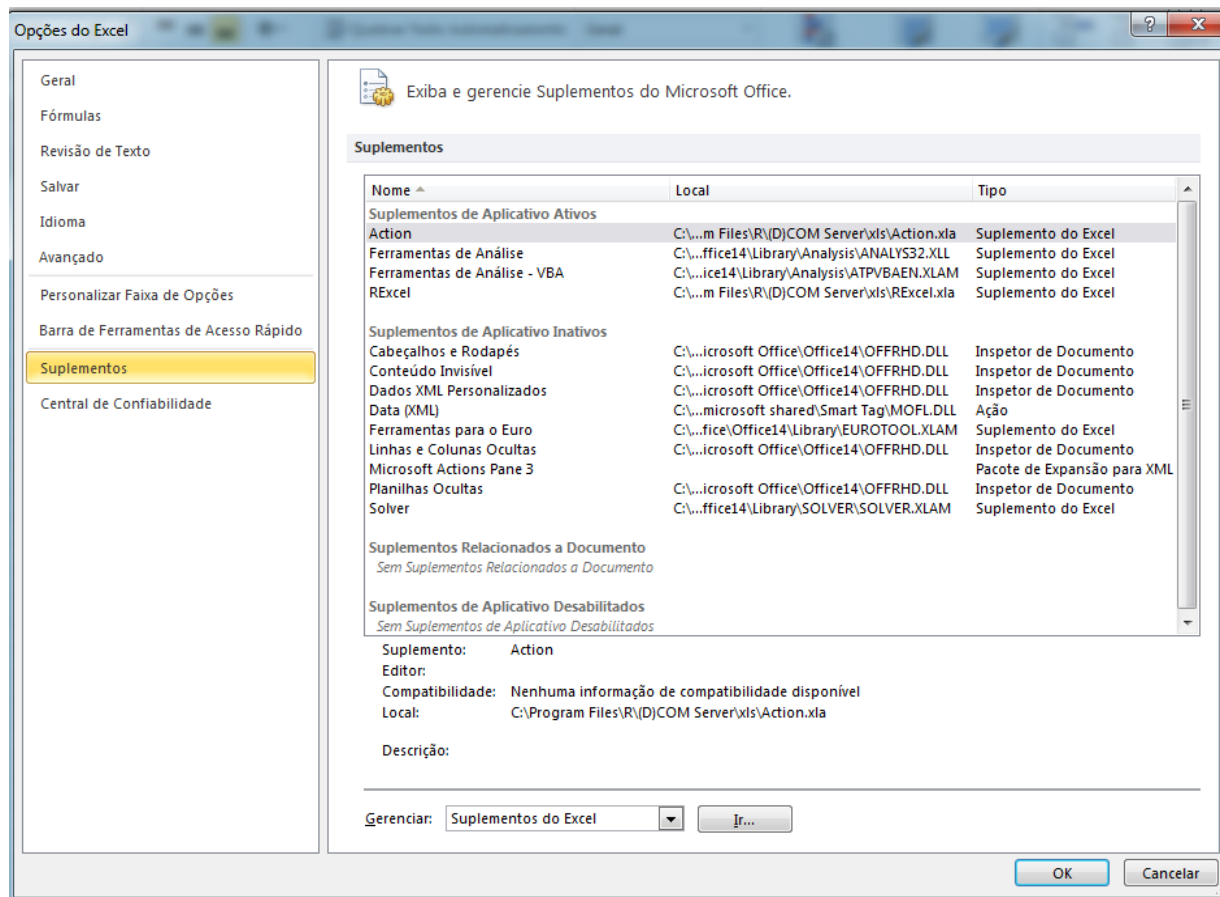 Opções do Excel
Geral
Fórmulas
Revisão de Texto
Salvar
Idioma
Avançado
Personalizar Faixa de Opções
Barra de Ferramentas de Acesso Rápido
Suplementos
Central de Confiabilidade
Exiba e gerencie Suplementos do Microsoft Office.
Suplementos
Nome Local Tipo
Suplementos de Aplicativo Ativos
Action C:\...m Files\R\(D)COM Server\xls\Action.xla Suplemento do Excel
Ferramentas de Análise C:\...ffice14\Library\Analysis\ANALYS32.XLL Suplemento do Excel
Ferramentas de Análise - VBA C:\...ice14\Library\Analysis\ATPVBAEN.XLAM Suplemento do Excel
RExcel C:\...m Files\R\(D)COM Server\xls\RExcel.xla Suplemento do Excel
Suplementos de Aplicativo Inativos
Cabeçalhos e Rodapés C:\...icrosoft Office\Office14\OFFRHD.DLL Inspetor de Documento
Conteúdo Invisível C:\...icrosoft Office\Office14\OFFRHD.DLL Inspetor de Documento
Dados XML Personalizados C:\...icrosoft Office\Office14\OFFRHD.DLL Inspetor de Documento
Data (XML) C:\...microsoft shared\Smart Tag\MOFL.DLL Ação
Ferramentas para o Euro C:\...fice\Office14\Library\EUROTOOL.XLAM Suplemento do Excel
Linhas e Colunas Ocultas C:\...icrosoft Office\Office14\OFFRHD.DLL Inspetor de Documento
Microsoft Actions Pane 3 Pacote de Expansão para XML
Planilhas Ocultas C:\...icrosoft Office\Office14\OFFRHD.DLL Inspetor de Documento
Solver C:\...ffice14\Library\SOLVER\SOLVER.XLAM Suplemento do Excel
Suplementos Relacionados a Documento
Sem Suplementos Relacionados a Documento
Suplementos de Aplicativo Desabilitados
Sem Suplementos de Aplicativo Desabilitados
Suplemento: Action
Editor:
Compatibilidade: Nenhuma informação de compatibilidade disponível
Local: C:\Program Files\R\(D)COM Server\xls\Action.xla
Descrição:
Gerenciar: Suplementos do Excel Ir...
OK Cancelar